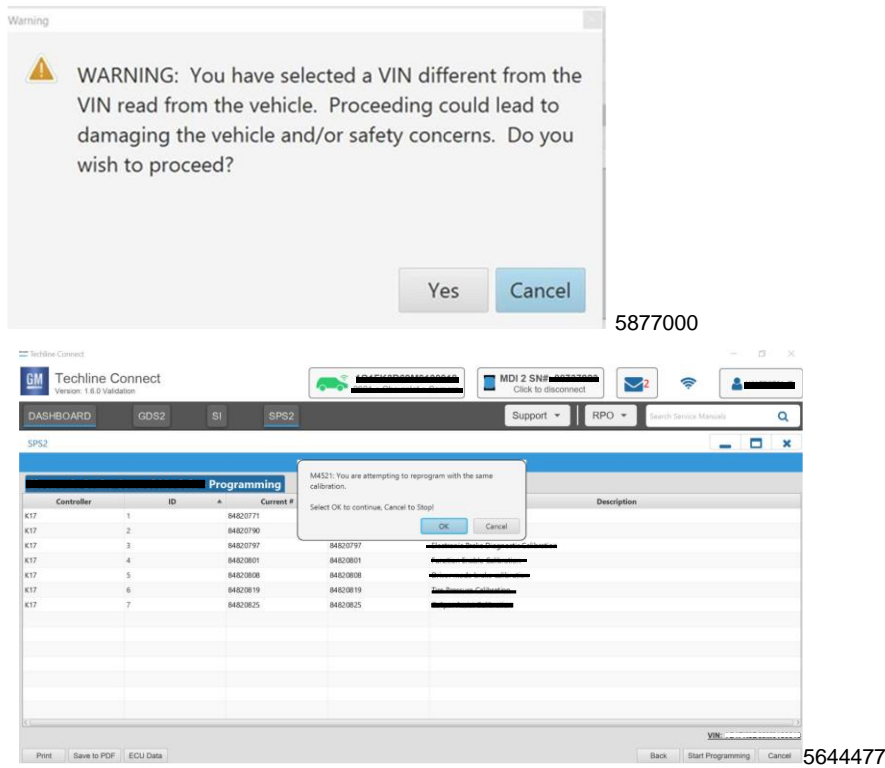 Warning
WARNING: You have selected a VIN different from the
VIN read from the vehicle. Proceeding could lead to
damaging the vehicle and/or safety concerns. Do you
wish to proceed?
Yes Cancel
5877000
Techline Connect
GM Techline Connect
Version: 1.6.0 Validation
MDI 2 SN#
Click to disconnect
2
DASHBOARD GDS2 SI SPS2 Support RPO Search Service Manuals
SPS2
Programming
M4521: You are attempting to reprogram with the same
calibration.
Select OK to continue, Cancel to Stop!
OK Cancel
Controller ID Current # Description
K17 1 84820771
K17 2 84820790
K17 3 84820797 84820797
K17 4 84820801 84820801
K17 5 84820808 84820808
K17 6 84820819 84820819
K17 7 84820825 84820825
VIN:
Print Save to PDF ECU Data Back Start Programming Cancel
5644477